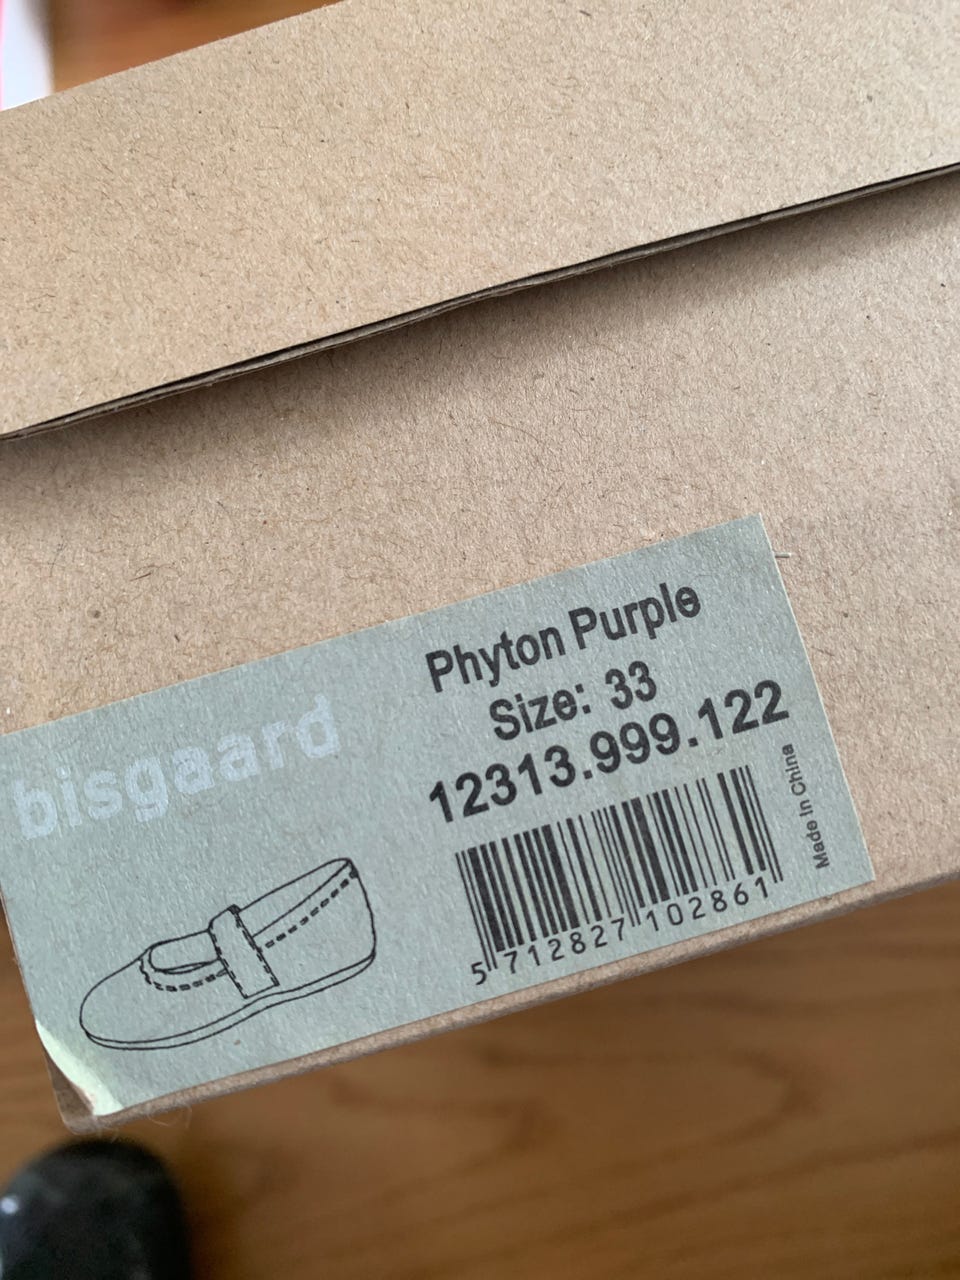 bisgaard
Phyton Purple
Size: 33
12313.999.122
5 712827 102861
Made In China